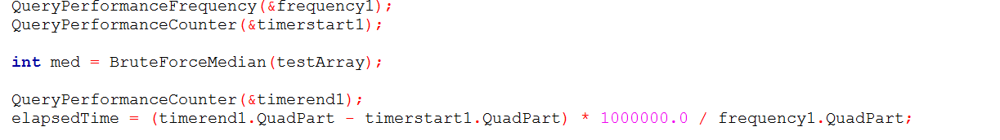 QueryPerformanceFrequency(&frequency1);
QueryPerformanceCounter(&timerstart1);
int med = BruteForceMedian(testArray);
QueryPerformanceCounter(&timerend1);
elapsedTime = (timerend1.QuadPart - timerstart1.QuadPart) * 1000000.0 / frequency1.QuadPart;